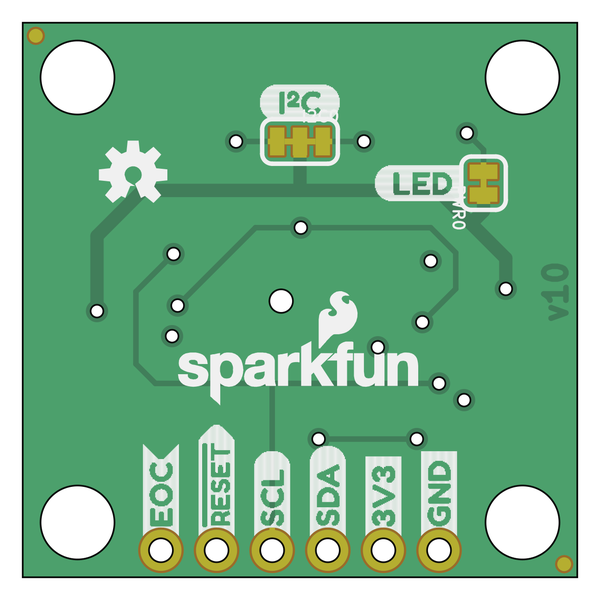 I²C
LED
v10
sparkfun
EOC
RESET
SCL
SDA
3V3
GND